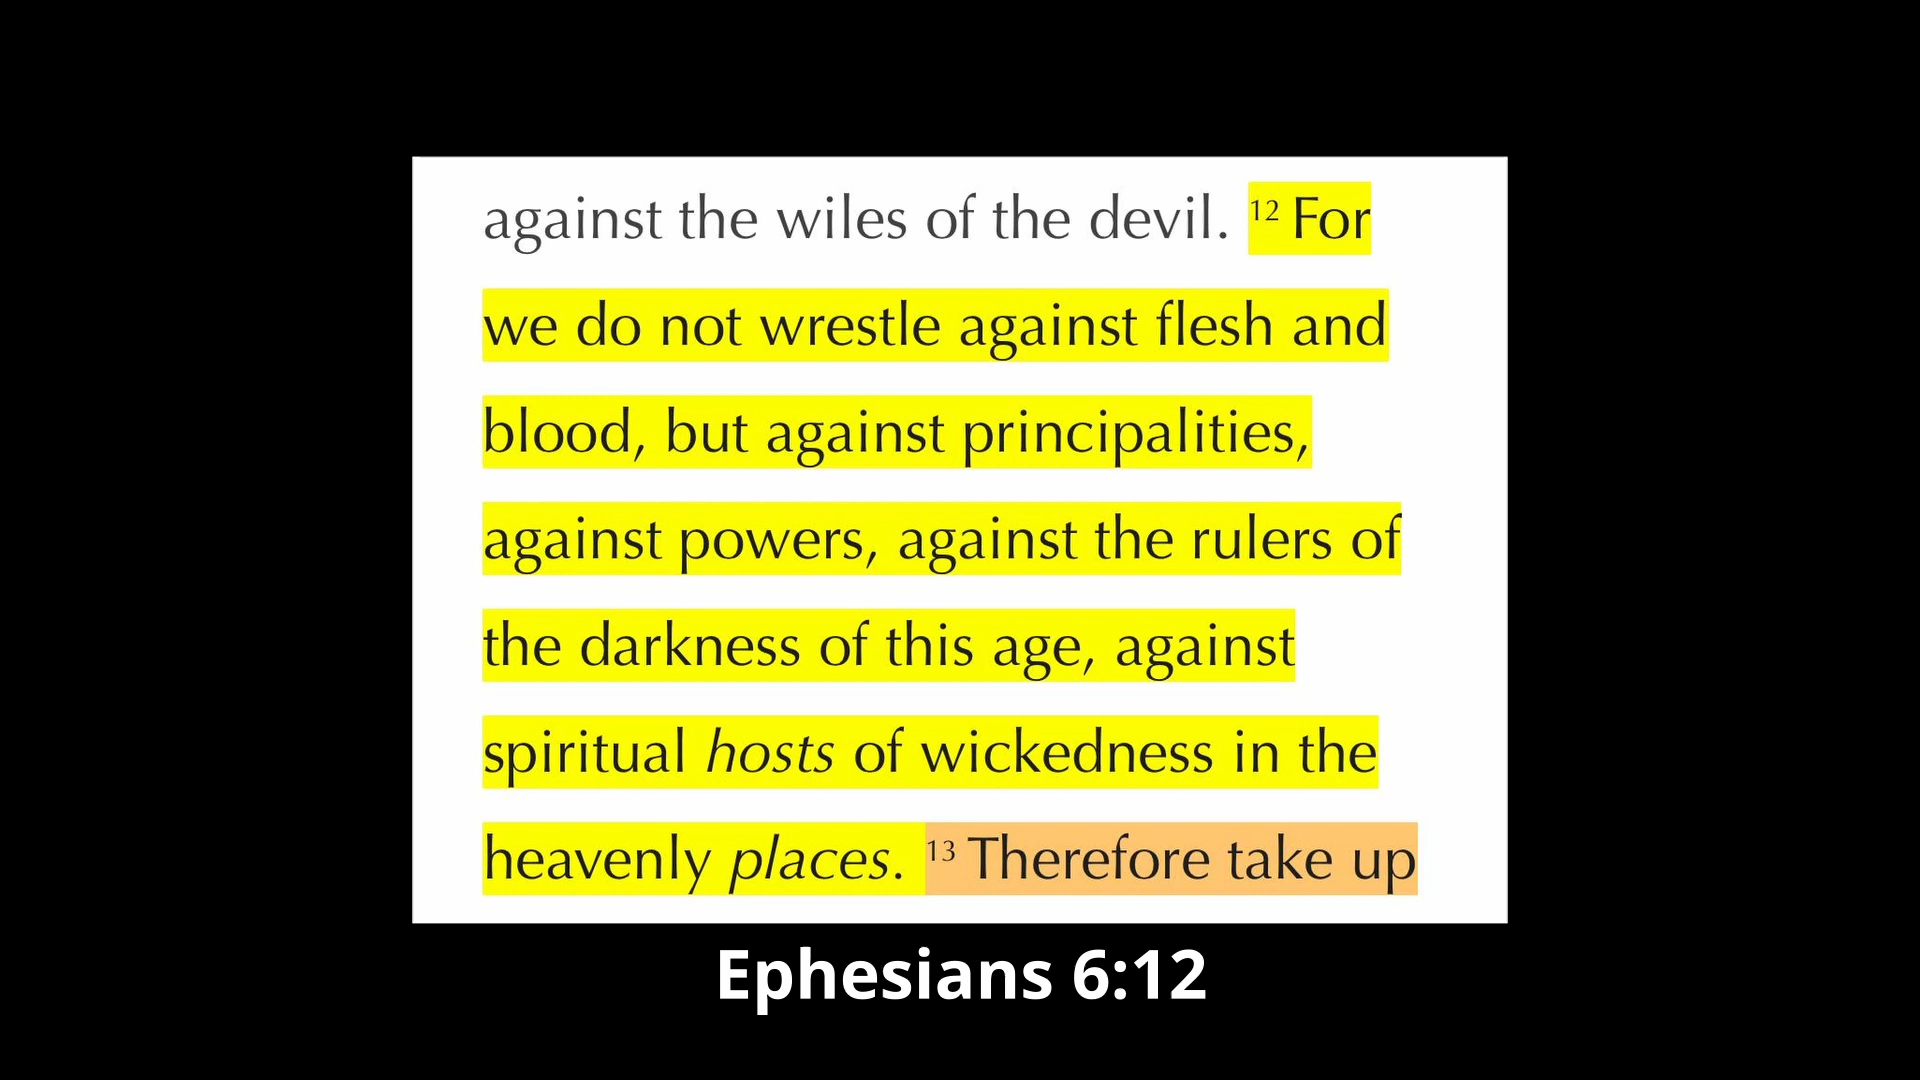 against the wiles of the devil. 12 For
we do not wrestle against flesh and
blood, but against principalities,
against powers, against the rulers of
the darkness of this age, against
spiritual hosts of wickedness in the
heavenly places. 13 Therefore take up
Ephesians 6:12